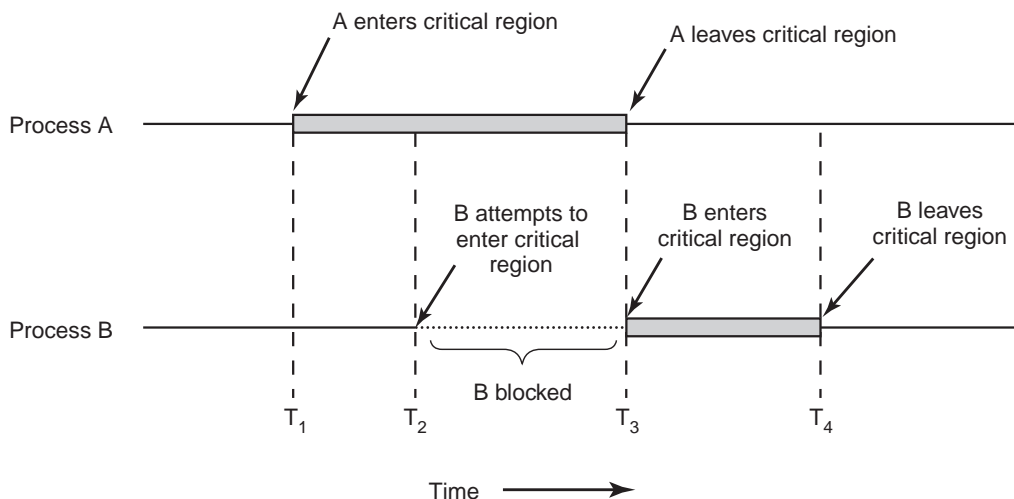 A enters critical region
A leaves critical region
Process A
B attempts to
enter critical
region
B enters
critical region
B leaves
critical region
Process B
B blocked
T1
T2
T3
T4
Time